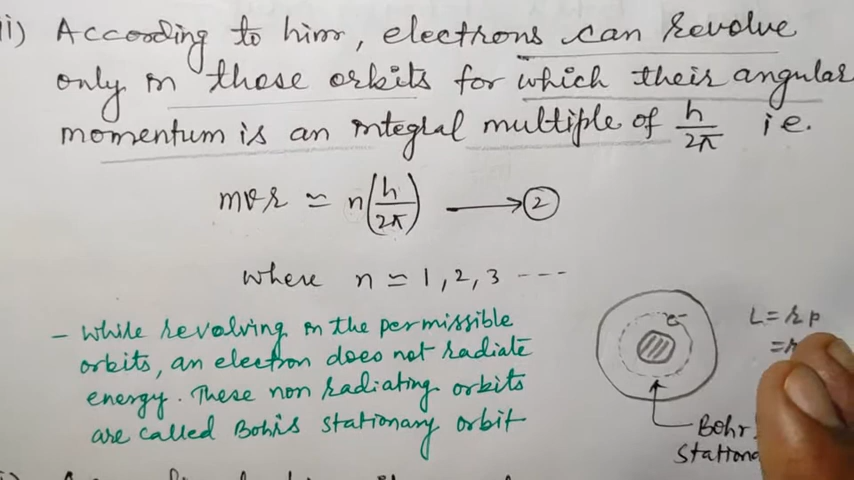 ii) According to him, electrons can revolve
only in those orbits for which their angular
momentum is an integral multiple of h/2π i e.
mvr = n(h/2π) → 2
where n = 1, 2, 3 ----
- While revolving in the permissible
orbits, an electron does not radiate
energy. These non radiating orbits
are called Bohr's stationary orbit
e-
L = rp
=
Bohr